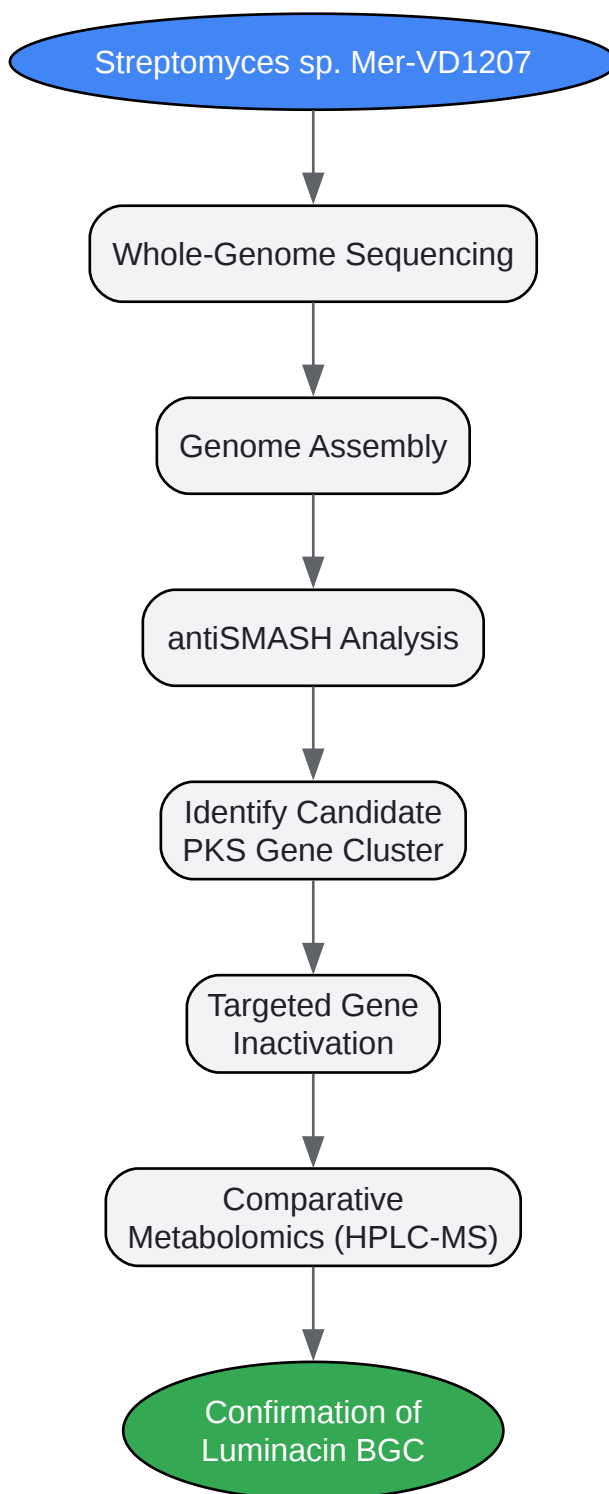 Streptomyces sp. Mer-VD1207
Whole-Genome Sequencing
Genome Assembly
antiSMASH Analysis
Identify Candidate
PKS Gene Cluster
Targeted Gene
Inactivation
Comparative
Metabolomics (HPLC-MS)
Confirmation of
Luminacin BGC